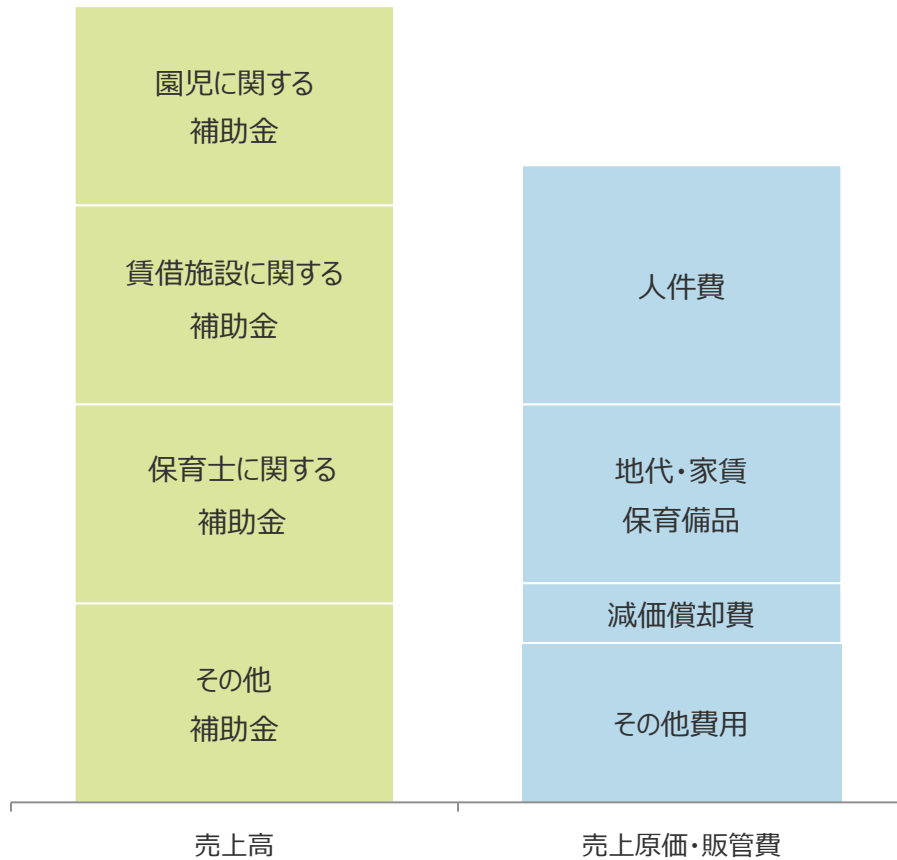 園児に関する
補助金
賃借施設に関する
補助金
保育士に関する
補助金
その他
補助金
人件費
地代・家賃
保育備品
減価償却費
その他費用
売上高
売上原価・販管費